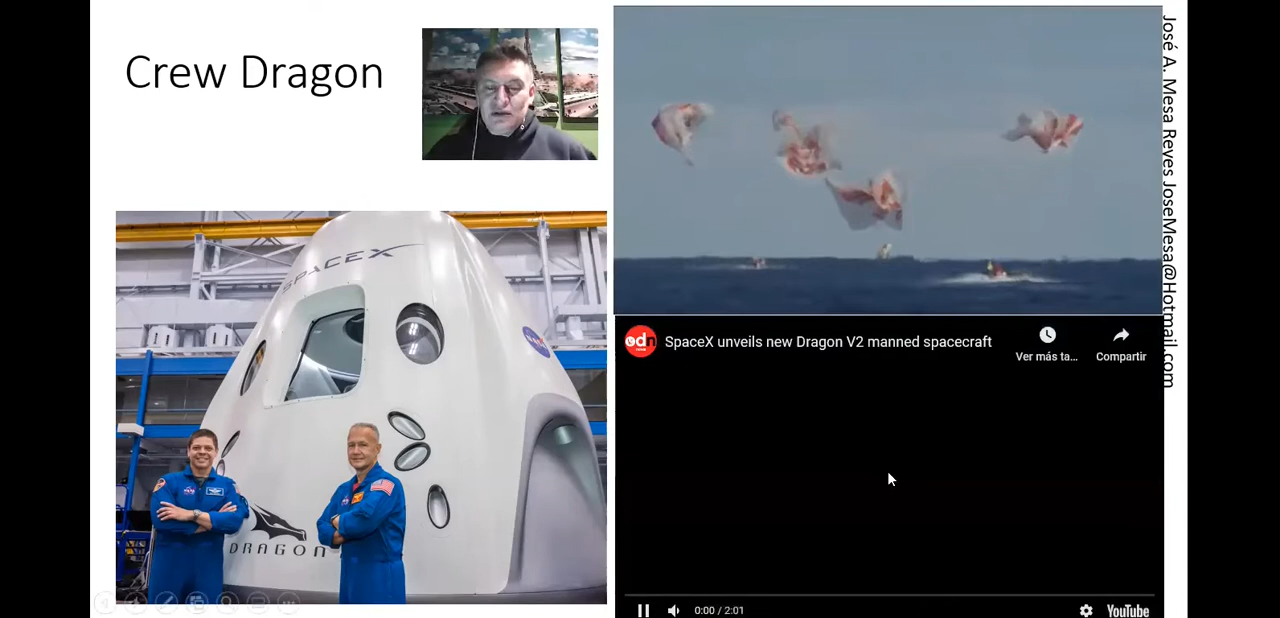 Crew Dragon
José A. Mesa Reyes JoseMesa@Hotmail.com
SPACEX
DRAGON
NASA
odn
SpaceX unveils new Dragon V2 manned spacecraft
Ver más ta...
Compartir
0:00 / 2:01
YouTube